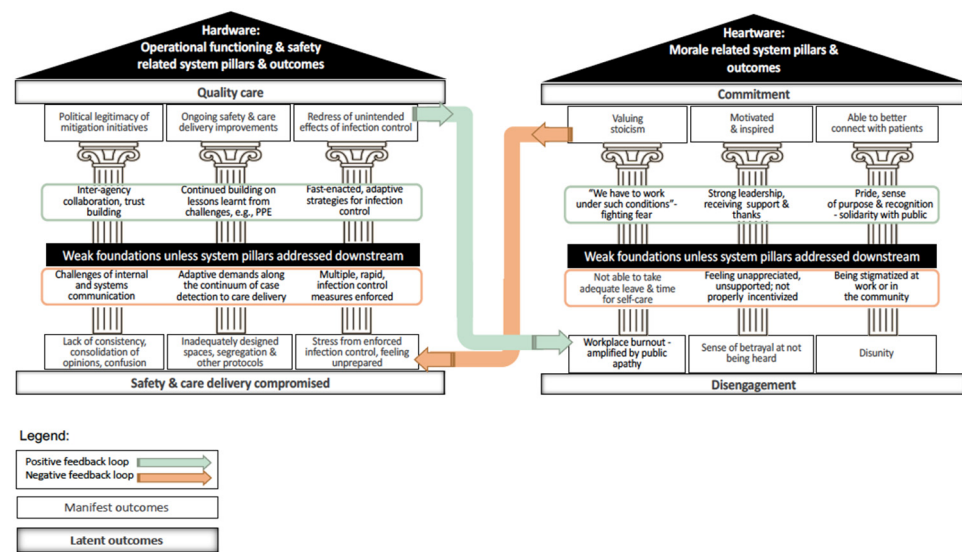 Hardware:
Operational functioning & safety
related system pillars & outcomes
Quality care
Political legitimacy of
mitigation initiatives
Ongoing safety & care
delivery improvements
Redress of unintended
effects of infection control
Inter-agency
collaboration, trust
building
Continued building on
lessons learnt from
challenges, e.g., PPE
Fast-enacted, adaptive
strategies for infection
control
Weak foundations unless system pillars addressed downstream
Challenges of internal
and systems
communication
Adaptive demands along
the continuum of case
detection to care delivery
Multiple, rapid,
infection control
measures enforced
Lack of consistency,
consolidation of
opinions, confusion
Inadequately designed
spaces, segregation &
other protocols
Stress from enforced
infection control, feeling
unprepared
Safety & care delivery compromised
Heartware:
Morale related system pillars &
outcomes
Commitment
Valuing
stoicism
Motivated
& inspired
Able to better
connect with patients
“We have to work
under such conditions”-
fighting fear
Strong leadership,
receiving support &
thanks
Pride, sense
of purpose & recognition
- solidarity with public
Weak foundations unless system pillars addressed downstream
Not able to take
adequate leave & time
for self-care
Feeling unappreciated,
unsupported; not
properly incentivized
Being stigmatized at
work or in
the community
Workplace burnout -
amplified by public
apathy
Sense of betrayal at not
being heard
Disunity
Disengagement
Legend:
Positive feedback loop
Negative feedback loop
Manifest outcomes
Latent outcomes